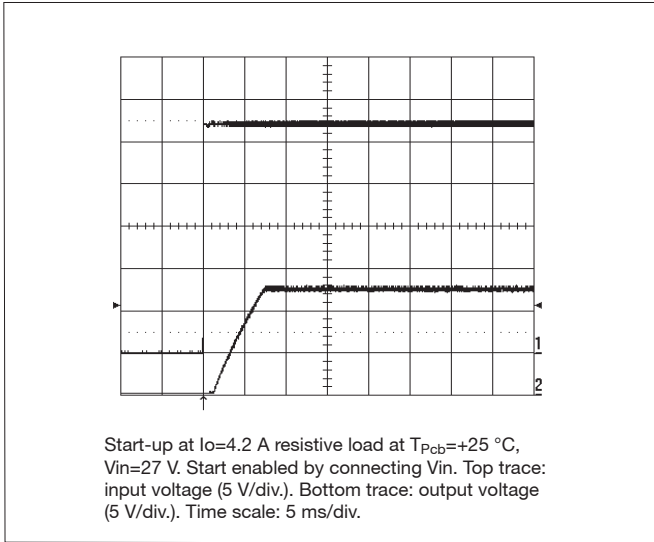 1
2
Start-up at Io=4.2 A resistive load at TPcb=+25 °C,
Vin=27 V. Start enabled by connecting Vin. Top trace:
input voltage (5 V/div.). Bottom trace: output voltage
(5 V/div.). Time scale: 5 ms/div.